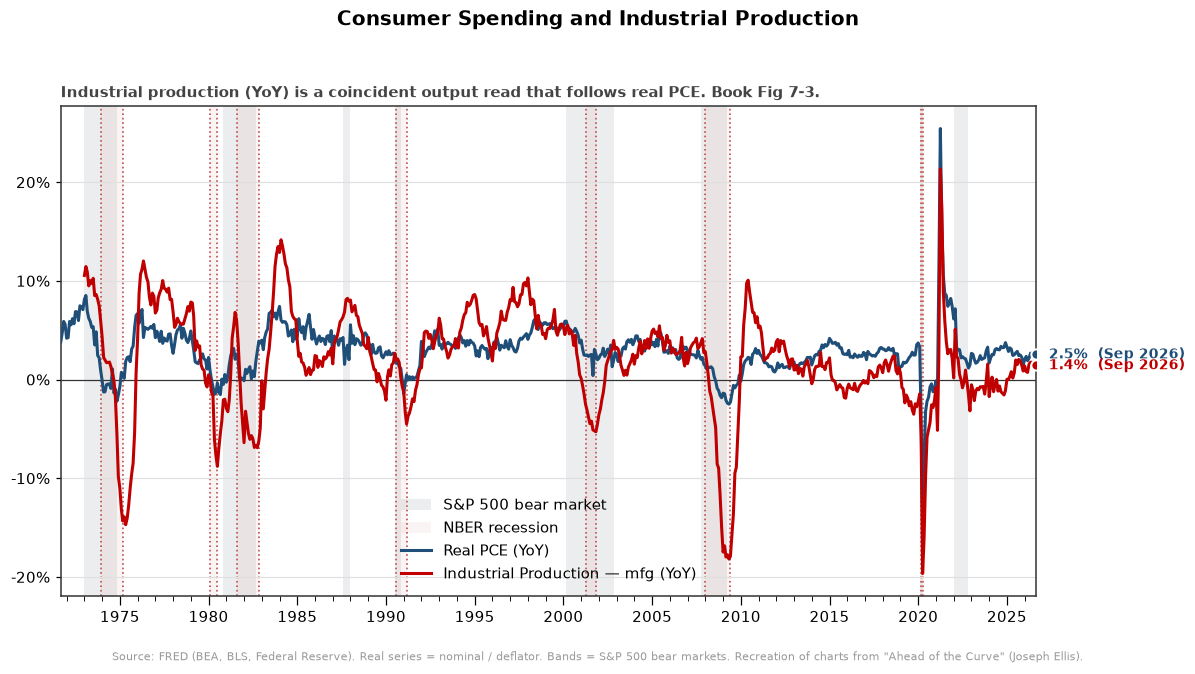 Consumer Spending and Industrial Production
Industrial production (YoY) is a coincident output read that follows real PCE. Book Fig 7-3.
20%
10%
0%
-10%
-20%
2.5% (Sep 2026)
1.4% (Sep 2026)
S&P 500 bear market
NBER recession
Real PCE (YoY)
Industrial Production — mfg (YoY)
1975 1980 1985 1990 1995 2000 2005 2010 2015 2020 2025
Source: FRED (BEA, BLS, Federal Reserve). Real series = nominal / deflator. Bands = S&P 500 bear markets. Recreation of charts from "Ahead of the Curve" (Joseph Ellis).